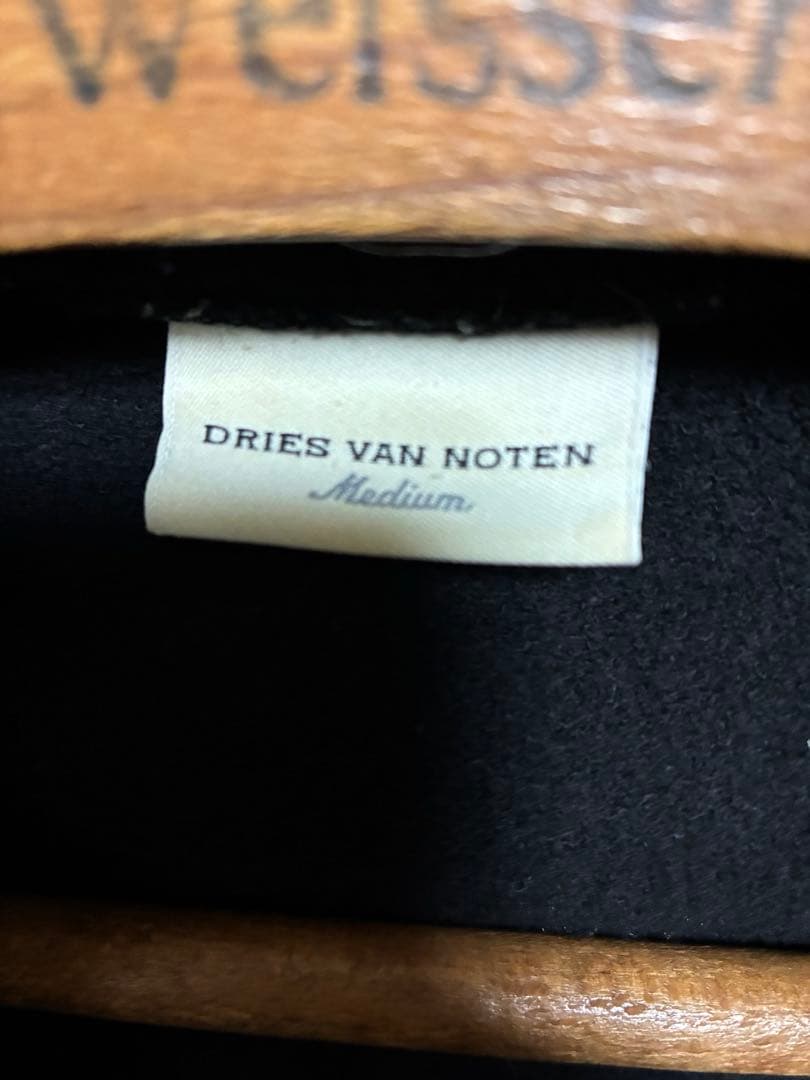 weisser
DRIES VAN NOTEN
Medium